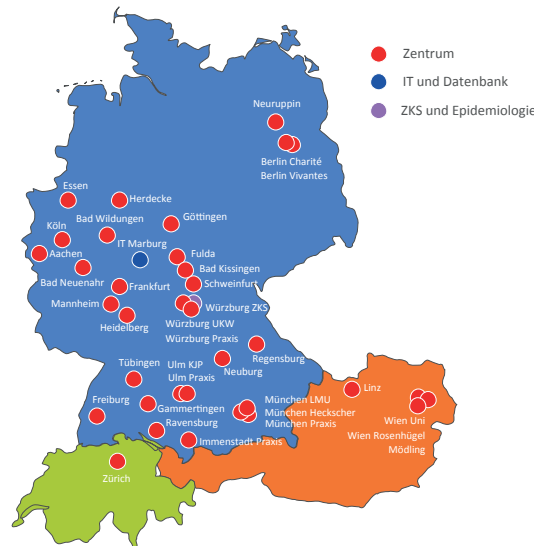 Zentrum
IT und Datenbank
ZKS und Epidemiologie
Neuruppin
Berlin Charité
Berlin Vivantes
Essen
Herdecke
Göttingen
Bad Wildungen
Köln
IT Marburg
Aachen
Fulda
Bad Kissingen
Bad Neuenahr
Schweinfurt
Frankfurt
Mannheim
Würzburg ZKS
Heidelberg
Würzburg UKW
Würzburg Praxis
Regensburg
Tübingen
Ulm KJP
Ulm Praxis
Neuburg
Linz
Freiburg
Gammertingen
München LMU
München Heckscher
München Praxis
Ravensburg
Immenstadt Praxis
Wien Uni
Wien Rosenhügel
Mödling
Zürich